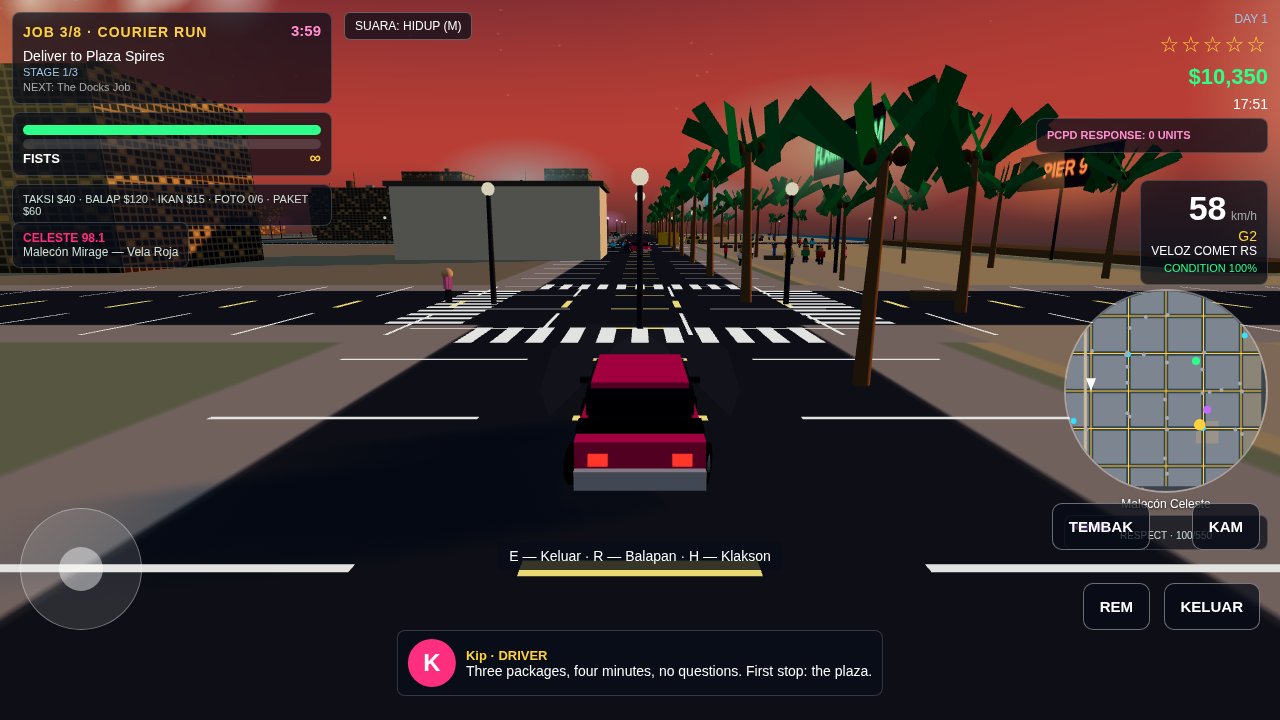 JOB 3/8 · COURIER RUN 3:59
Deliver to Plaza Spires
STAGE 1/3
NEXT: The Docks Job
SUARA: HIDUP (M)
DAY 1
☆☆☆☆☆
$10,350
17:51
PCPD RESPONSE: 0 UNITS
FISTS ∞
TAKSI $40 · BALAP $120 · IKAN $15 · FOTO 0/6 · PAKET
$60
CELESTE 98.1
Malecón Mirage — Vela Roja
PIER 9
58 km/h
G2
VELOZ COMET RS
CONDITION 100%
Malecón Celeste
TEMBAK
KAM
RESPECT · 100/550
E — Keluar · R — Balapan · H — Klakson
REM
KELUAR
K
Kip · DRIVER
Three packages, four minutes, no questions. First stop: the plaza.